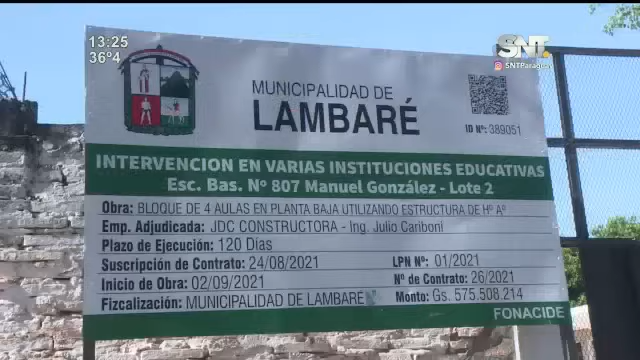 13:25
36°4
SNT
SNTParaguay
MUNICIPALIDAD DE
LAMBARÉ
ID Nº: 389051
INTERVENCION EN VARIAS INSTITUCIONES EDUCATIVAS
Esc. Bas. Nº 807 Manuel González - Lote 2
Obra: BLOQUE DE 4 AULAS EN PLANTA BAJA UTILIZANDO ESTRUCTURA DE Hº Aº
Emp. Adjudicada: JDC CONSTRUCTORA - Ing. Julio Cariboni
Plazo de Ejecución: 120 Dias
Suscripción de Contrato: 24/08/2021 LPN Nº: 01/2021
Inicio de Obra: 02/09/2021 Nº de Contrato: 26/2021
Fizcalización: MUNICIPALIDAD DE LAMBARÉ Monto: Gs. 575.508.214
FONACIDE